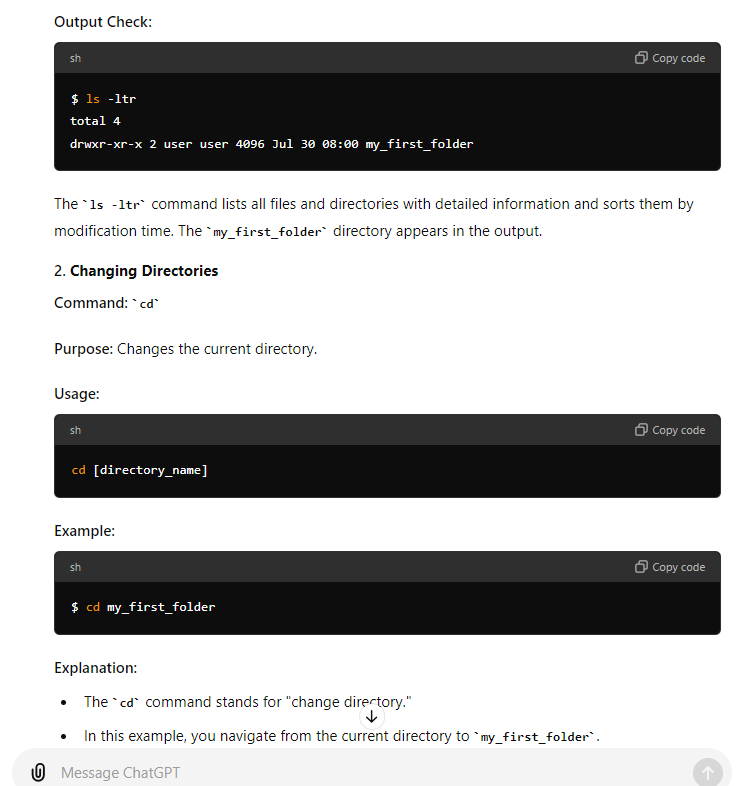 Output Check:
sh
Copy code
$ ls -ltr
total 4
drwxr-xr-x 2 user user 4096 Jul 30 08:00 my_first_folder
The `ls -ltr` command lists all files and directories with detailed information and sorts them by
modification time. The `my_first_folder` directory appears in the output.
2. Changing Directories
Command: `cd`
Purpose: Changes the current directory.
Usage:
sh
Copy code
cd [directory_name]
Example:
sh
Copy code
$ cd my_first_folder
Explanation:
• The `cd` command stands for "change directory."
• In this example, you navigate from the current directory to `my_first_folder`.
Message ChatGPT